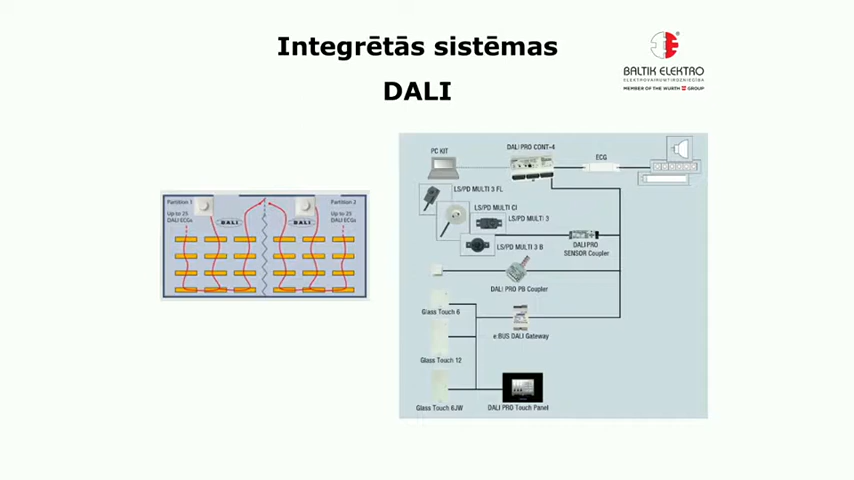 Integrētās sistēmas
DALI
BALTIK ELEKTRO
ELEKTROVAIRUMTIRDZNIECĪBA
MEMBER OF THE WÜRTH GROUP
Partition 1
Up to 25
DALI ECGs
DALI
DALI
Partition 2
Up to 25
DALI ECGs
PC KIT
DALI PRO CONT-4
ECG
LS/PD MULTI 3 FL
LS/PD MULTI CI
LS/PD MULTI 3
LS/PD MULTI 3 B
DALI PRO
SENSOR Coupler
DALI PRO PB Coupler
Glass Touch 6
e:BUS DALI Gateway
Glass Touch 12
Glass Touch 6JW
DALI PRO Touch Panel